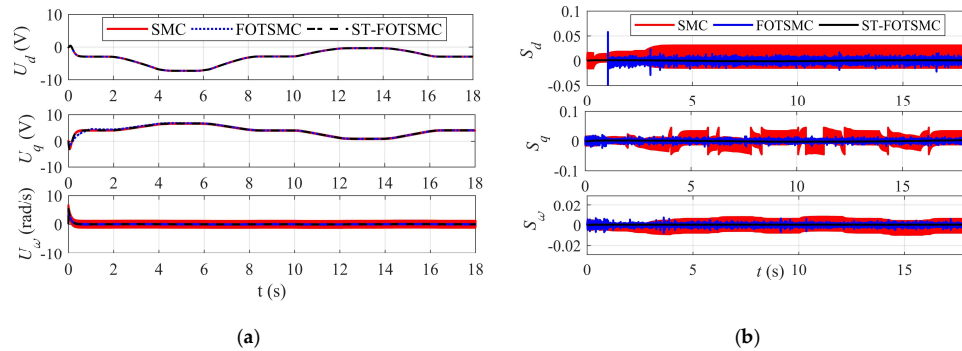 SMC FOTSMC ST-FOTSMC
U_d (V)
10
0
-10
0 2 4 6 8 10 12 14 16 18
U_q (V)
10
0
-10
0 2 4 6 8 10 12 14 16 18
U_ω (rad/s)
10
0
-10
0 2 4 6 8 10 12 14 16 18
t (s)
(a)
SMC FOTSMC ST-FOTSMC
S_d
0.1
0.05
0
-0.05
0 5 10 15
S_q
0.1
0
-0.1
0 5 10 15
S_ω
0.02
0
-0.02
0 5 10 15
t (s)
(b)